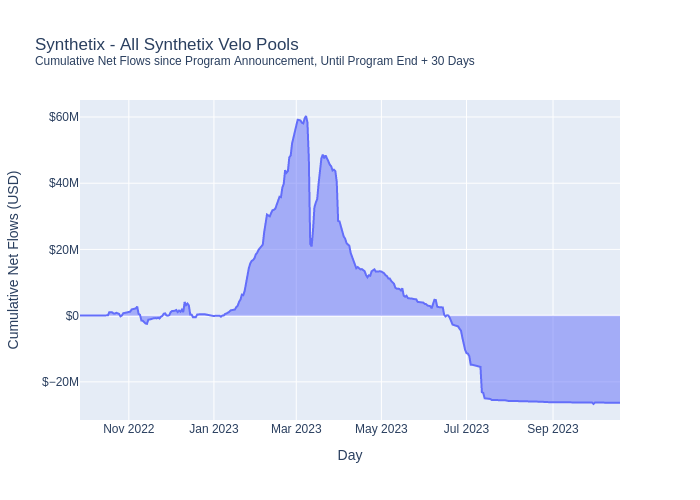 Synthetix - All Synthetix Velo Pools
Cumulative Net Flows since Program Announcement, Until Program End + 30 Days
Cumulative Net Flows (USD)
$60M
$40M
$20M
$0
$−20M
Nov 2022
Jan 2023
Mar 2023
May 2023
Jul 2023
Sep 2023
Day